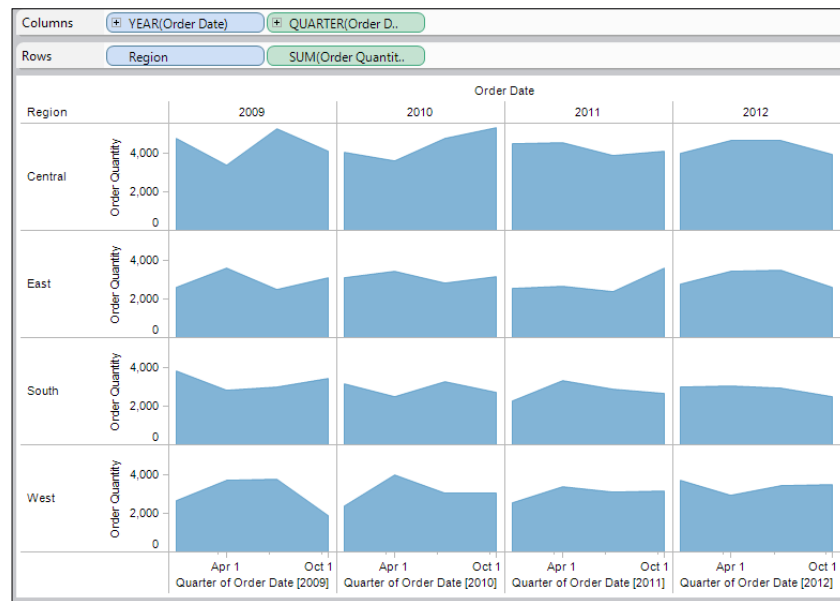 Columns YEAR(Order Date) QUARTER(Order D..
Rows Region SUM(Order Quantit..
Order Date
Region 2009 2010 2011 2012
Central
Order Quantity
4,000
2,000
0
East
Order Quantity
4,000
2,000
0
South
Order Quantity
4,000
2,000
0
West
Order Quantity
4,000
2,000
0
Apr 1 Oct 1 Apr 1 Oct 1 Apr 1 Oct 1 Apr 1 Oct 1
Quarter of Order Date [2009] Quarter of Order Date [2010] Quarter of Order Date [2011] Quarter of Order Date [2012]